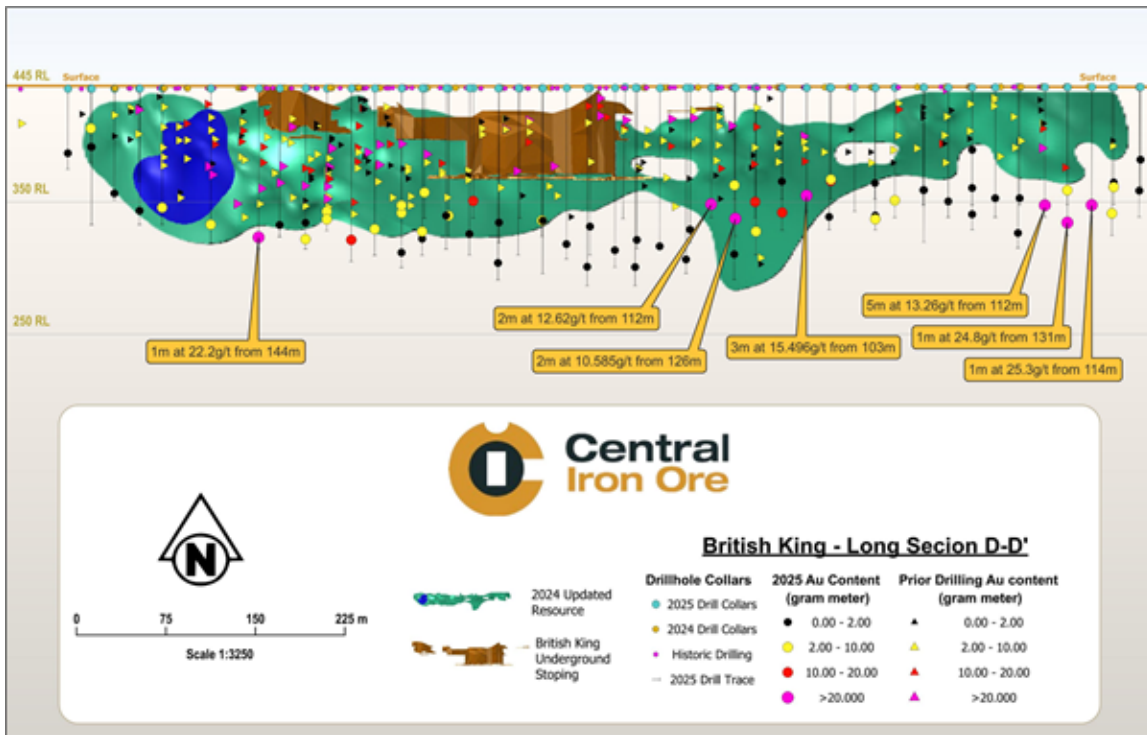 445 RL
Surface
Surface
350 RL
250 RL
1m at 22.2g/t from 144m
2m at 12.62g/t from 112m
2m at 10.585g/t from 126m
3m at 15.496g/t from 103m
5m at 13.26g/t from 112m
1m at 24.8g/t from 131m
1m at 25.3g/t from 114m
Central
Iron Ore
N
0 75 150 225 m
Scale 1:3250
2024 Updated
Resource
British King
Underground
Stoping
British King - Long Secion D-D'
Drillhole Collars
2025 Drill Collars
2024 Drill Collars
Historic Drilling
2025 Drill Trace
2025 Au Content
(gram meter)
0.00 - 2.00
2.00 - 10.00
10.00 - 20.00
>20.000
Prior Drilling Au content
(gram meter)
0.00 - 2.00
2.00 - 10.00
10.00 - 20.00
>20.000